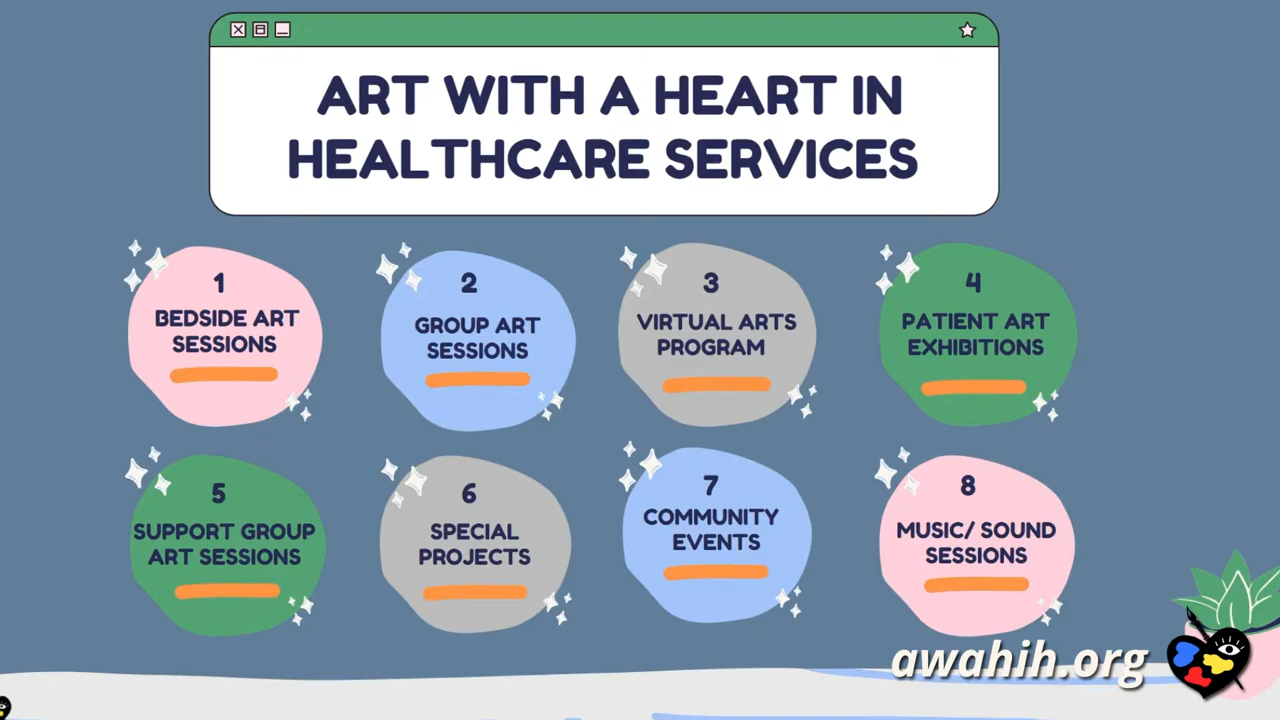 ART WITH A HEART IN
HEALTHCARE SERVICES
1
BEDSIDE ART
SESSIONS
2
GROUP ART
SESSIONS
3
VIRTUAL ARTS
PROGRAM
4
PATIENT ART
EXHIBITIONS
5
SUPPORT GROUP
ART SESSIONS
6
SPECIAL
PROJECTS
7
COMMUNITY
EVENTS
8
MUSIC/ SOUND
SESSIONS
awahih.org